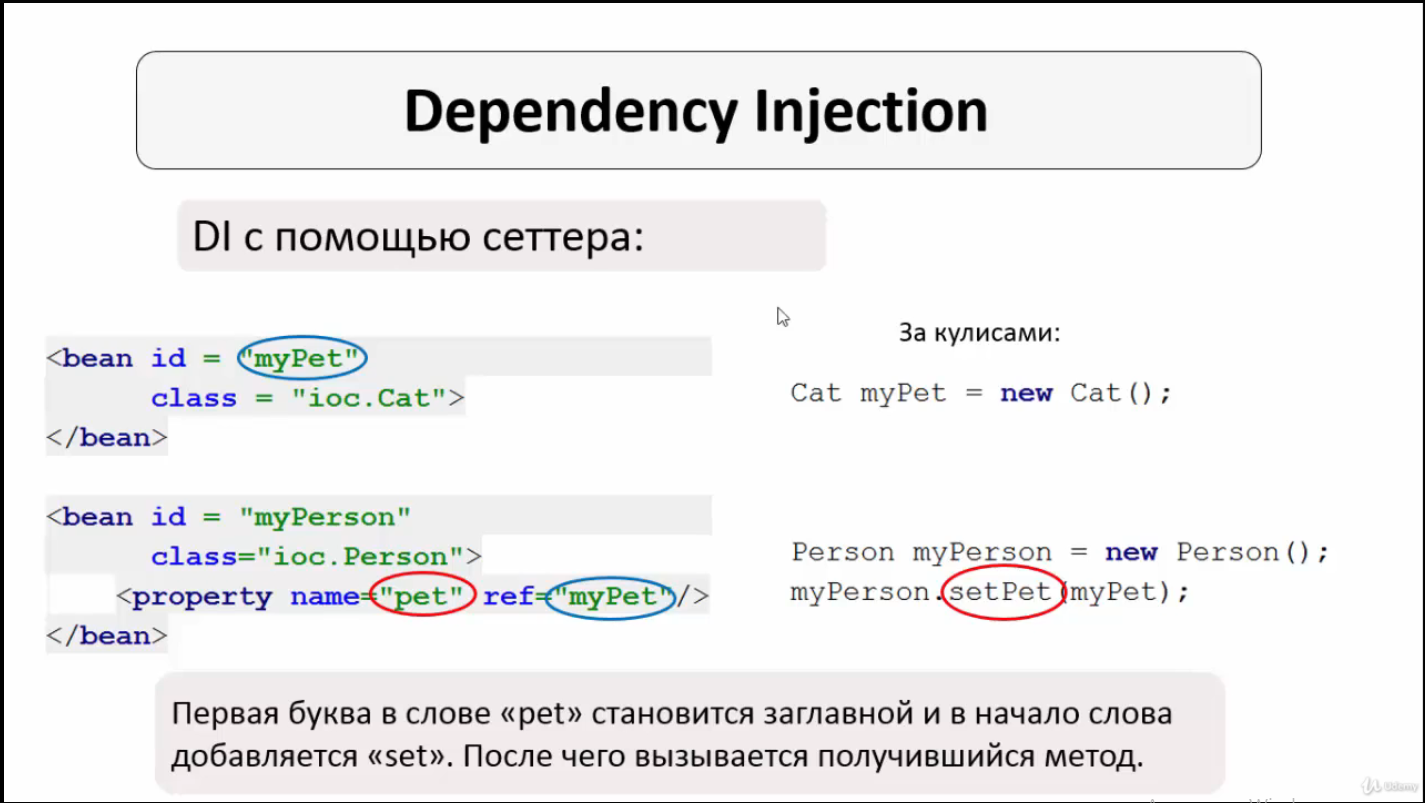 Dependency Injection
DI с помощью сеттера:
За кулисами:
<bean id = "myPet"
class = "ioc.Cat">
</bean>
Cat myPet = new Cat();
<bean id = "myPerson"
class="ioc.Person">
<property name="pet" ref="myPet"/>
</bean>
Person myPerson = new Person();
myPerson.setPet(myPet);
Первая буква в слове «pet» становится заглавной и в начало слова
добавляется «set». После чего вызывается получившийся метод.
Udemy